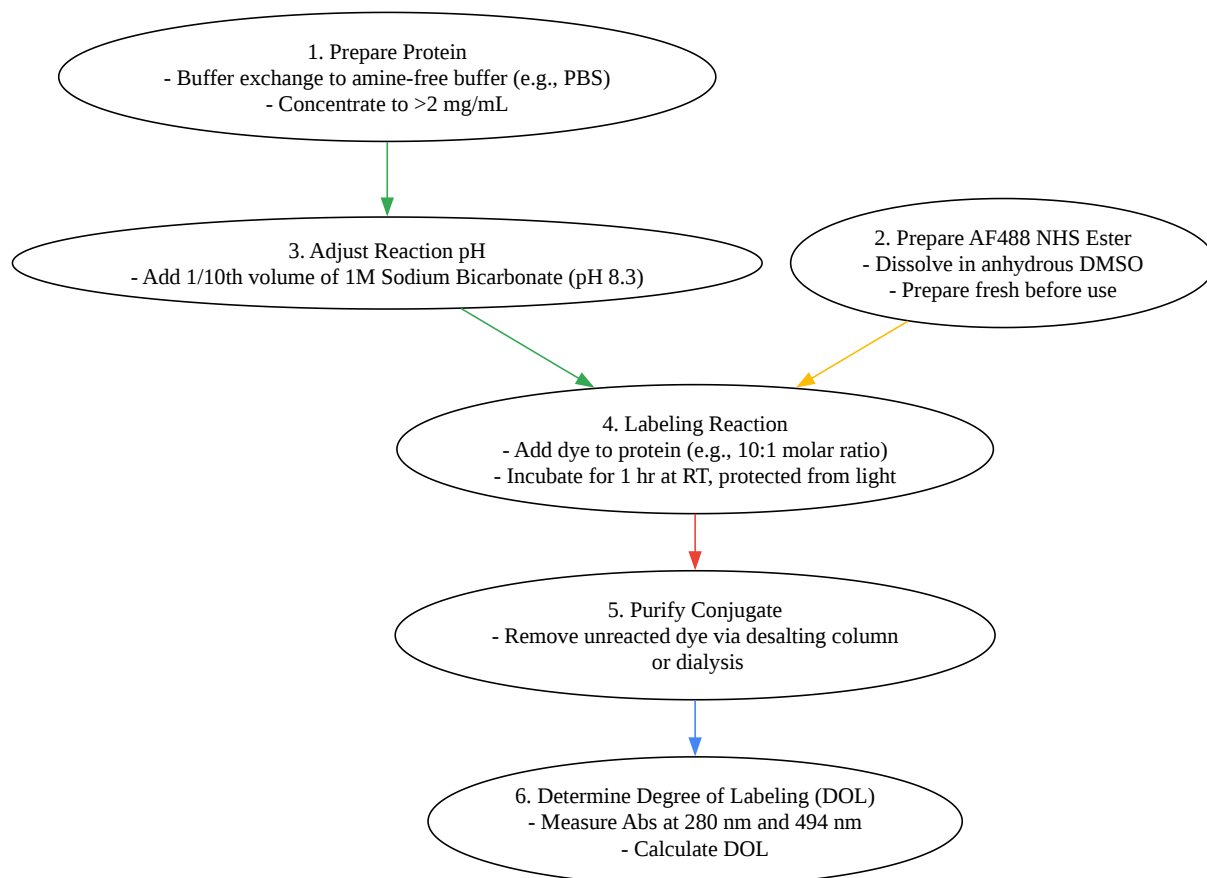 1. Prepare Protein
- Buffer exchange to amine-free buffer (e.g., PBS)
- Concentrate to >2 mg/mL
2. Prepare AF488 NHS Ester
- Dissolve in anhydrous DMSO
- Prepare fresh before use
3. Adjust Reaction pH
- Add 1/10th volume of 1M Sodium Bicarbonate (pH 8.3)
4. Labeling Reaction
- Add dye to protein (e.g., 10:1 molar ratio)
- Incubate for 1 hr at RT, protected from light
5. Purify Conjugate
- Remove unreacted dye via desalting column
or dialysis
6. Determine Degree of Labeling (DOL)
- Measure Abs at 280 nm and 494 nm
- Calculate DOL